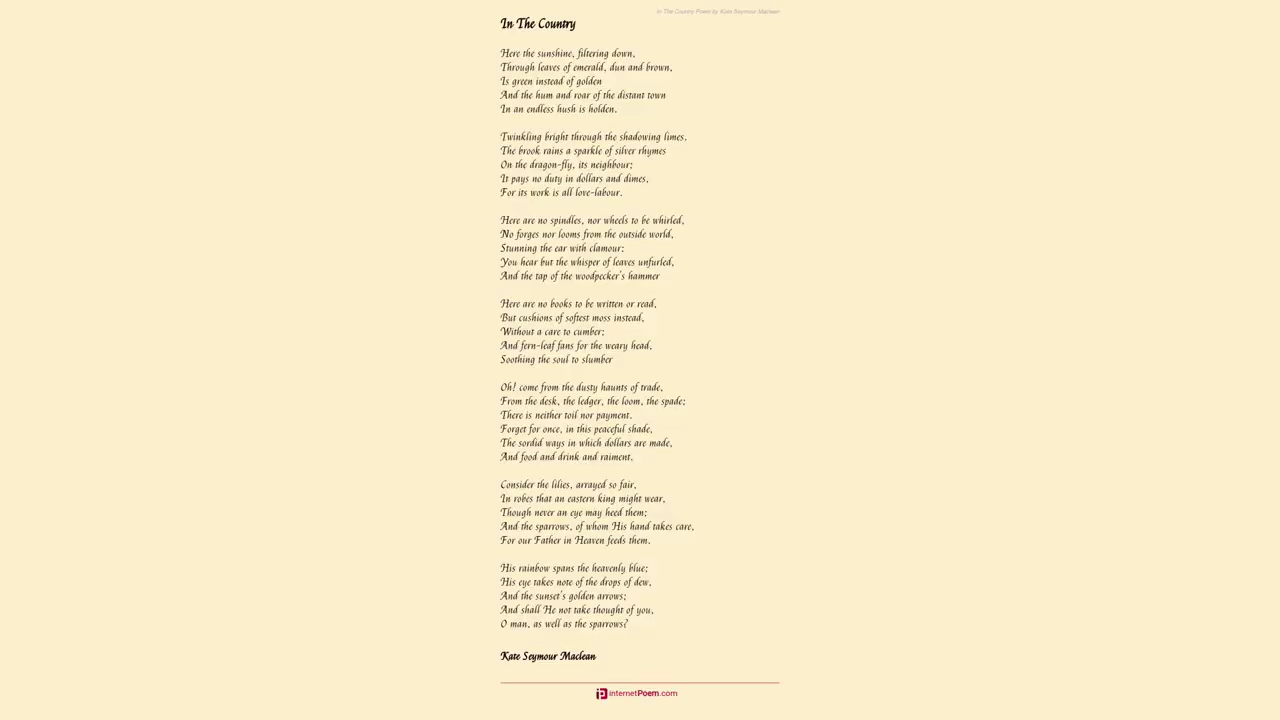 In The Country Poem by Kate Seymour Maclean
In The Country
Here the sunshine, filtering down,
Through leaves of emerald, dun and brown,
Is green instead of golden
And the hum and roar of the distant town
In an endless hush is holden.
Twinkling bright through the shadowing limes,
The brook rains a sparkle of silver rhymes
On the dragon-fly, its neighbour;
It pays no duty in dollars and dimes,
For its work is all love-labour.
Here are no spindles, nor wheels to be whirled,
No forges nor looms from the outside world,
Stunning the ear with clamour;
You hear but the whisper of leaves unfurled,
And the tap of the woodpecker's hammer
Here are no books to be written or read,
But cushions of softest moss instead,
Without a care to cumber;
And fern-leaf fans for the weary head,
Soothing the soul to slumber
Oh! come from the dusty haunts of trade,
From the desk, the ledger, the loom, the spade;
There is neither toil nor payment.
Forget for once, in this peaceful shade,
The sordid ways in which dollars are made,
And food and drink and raiment.
Consider the lilies, arrayed so fair,
In robes that an eastern king might wear,
Though never an eye may heed them;
And the sparrows, of whom His hand takes care,
For our Father in Heaven feeds them.
His rainbow spans the heavenly blue;
His eye takes note of the drops of dew,
And the sunset's golden arrows;
And shall He not take thought of you,
O man, as well as the sparrows?
Kate Seymour Maclean
internetPoem.com